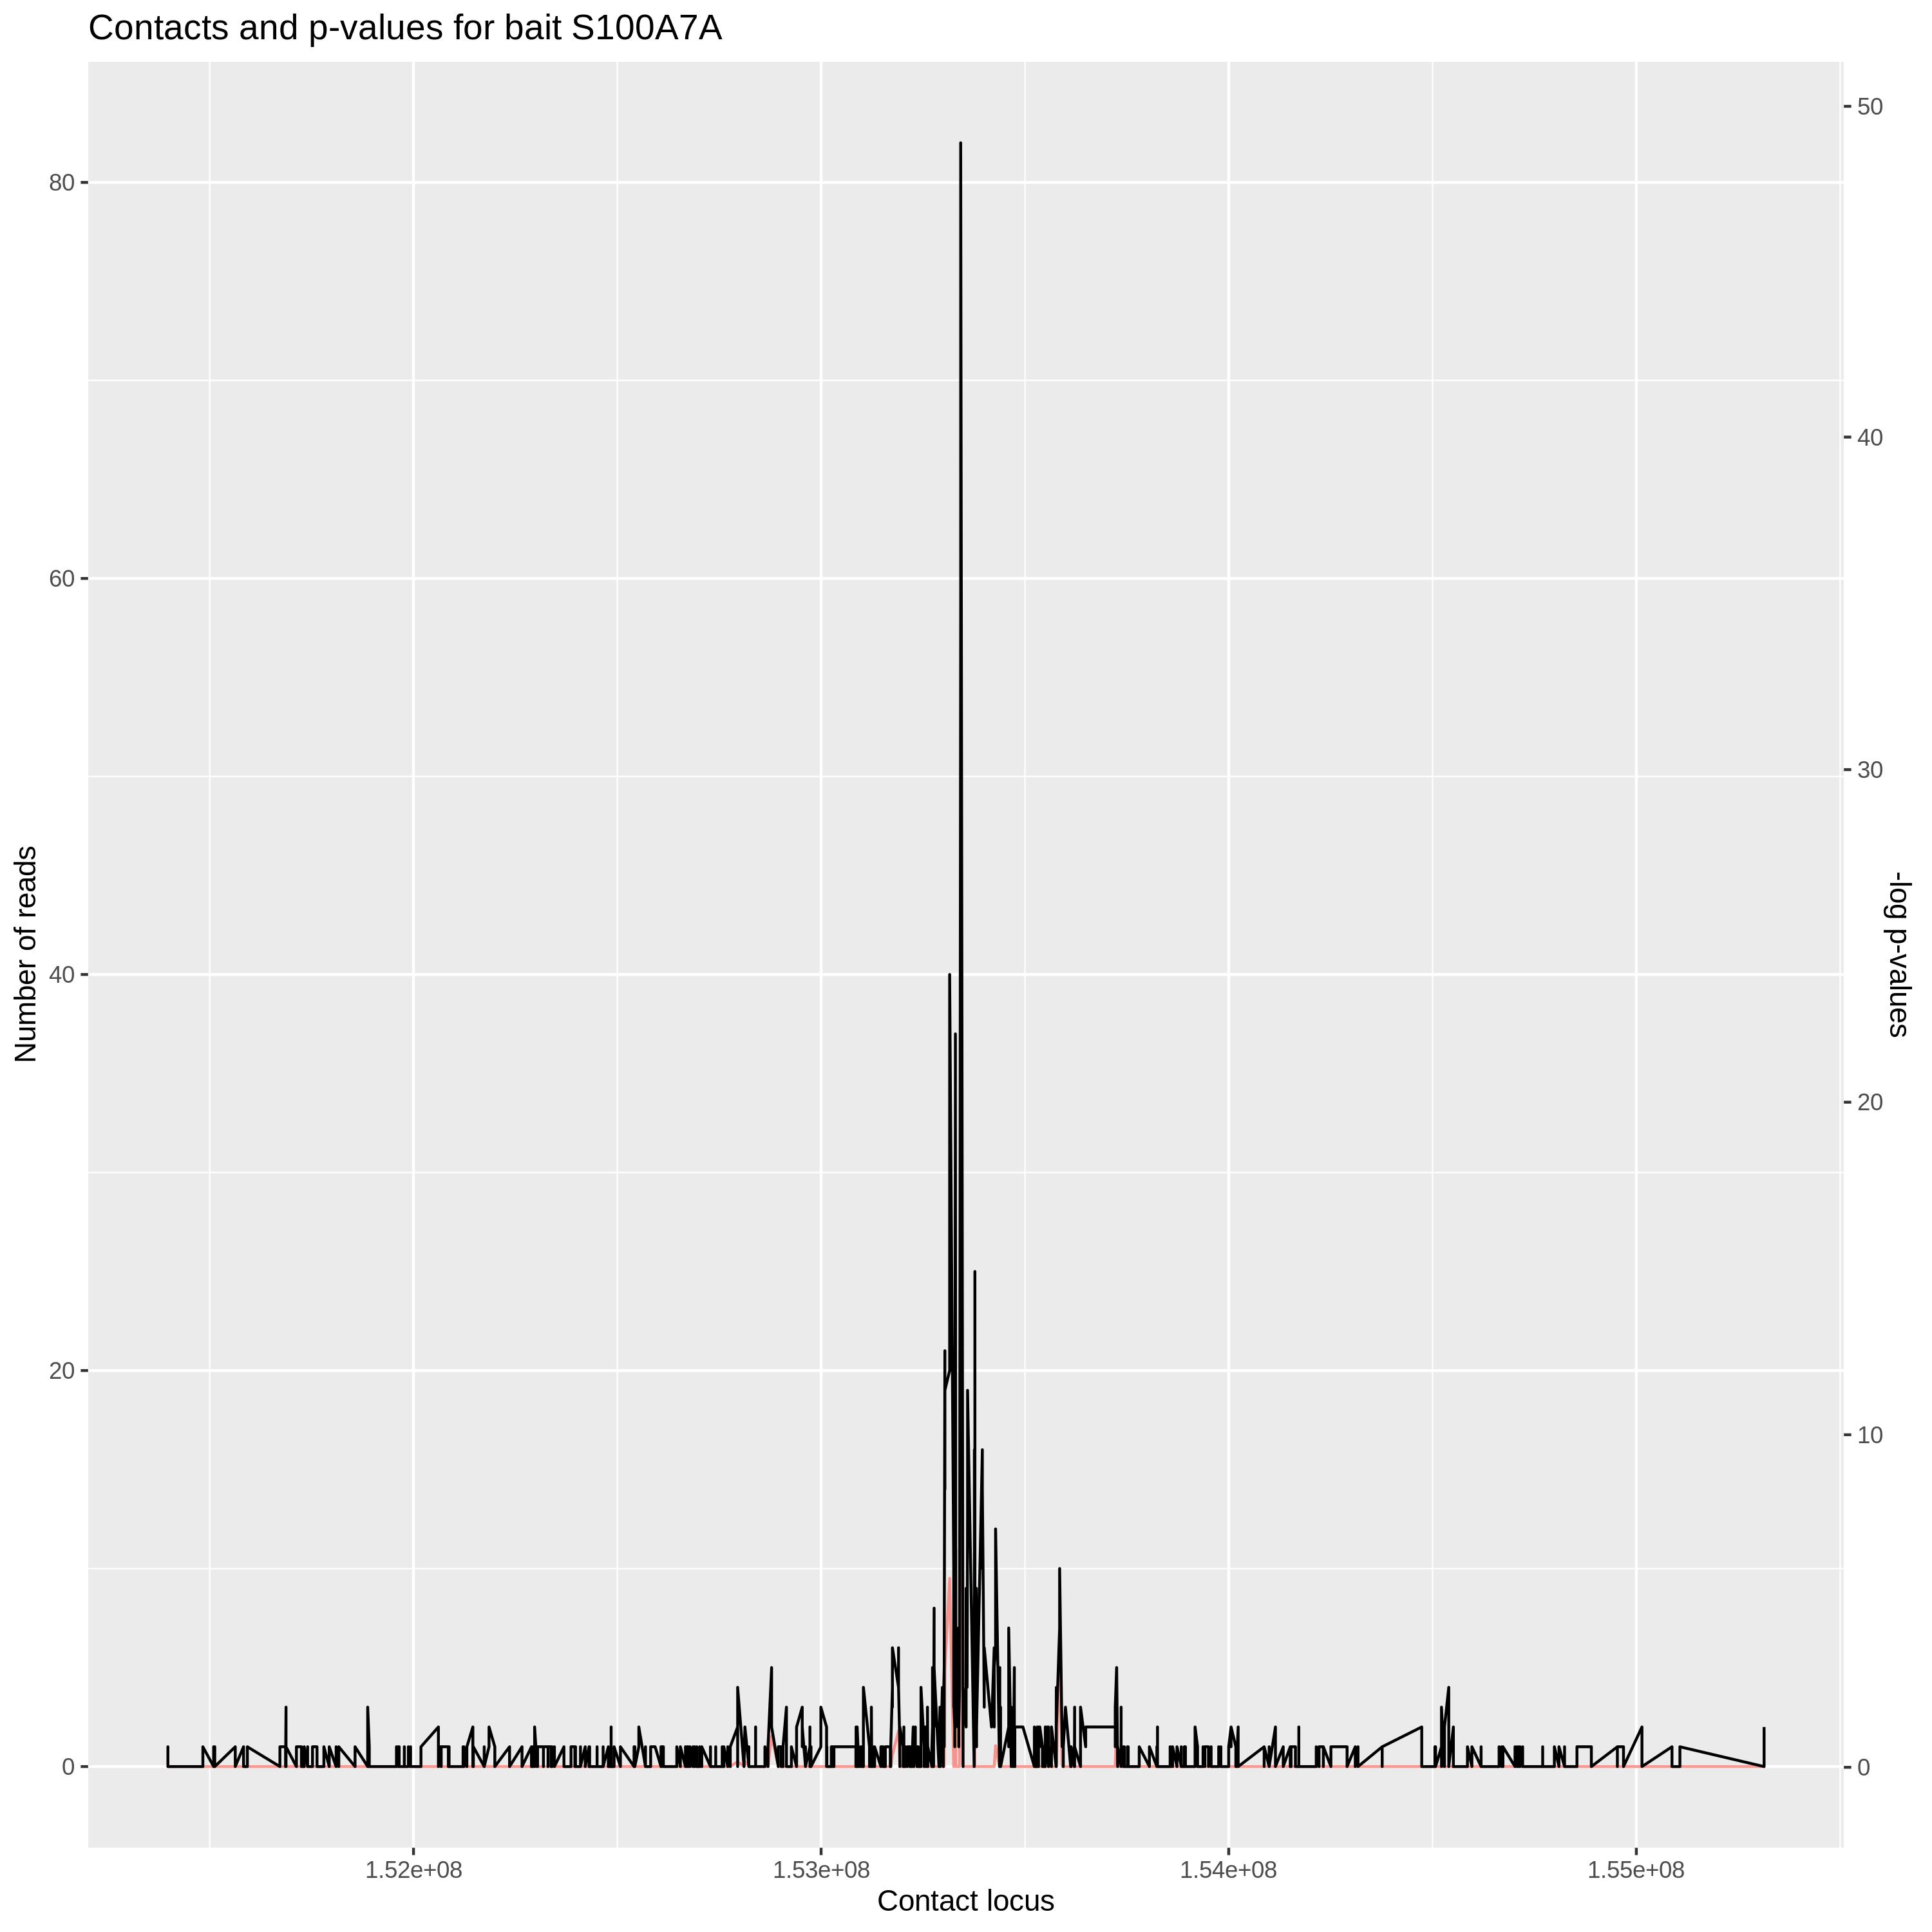 Contacts and p-values for bait S100A7A
80
60
40
20
0
50
40
30
20
10
0
Number of reads
-log p-values
1.52e+08
1.53e+08
1.54e+08
1.55e+08
Contact locus